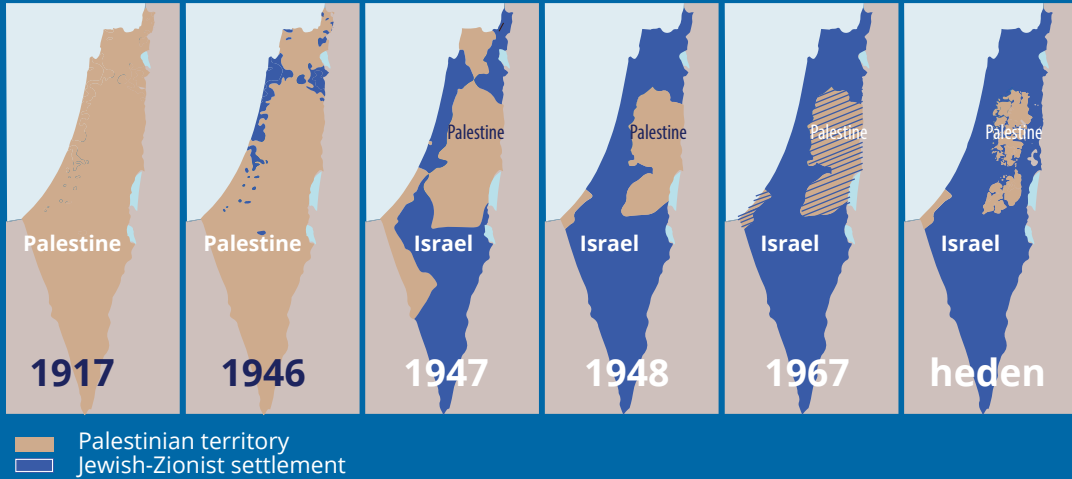 Palestine
1917
Palestine
1946
Palestine
Israel
1947
Palestine
Israel
1948
Palestine
Israel
1967
Palestine
Israel
heden
Palestinian territory
Jewish-Zionist settlement